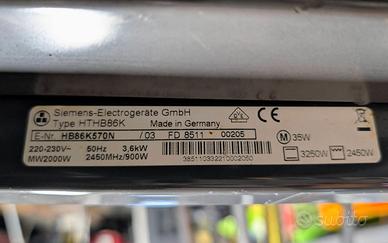 Siemens-Electrogeräte GmbH
Type HTHB86K Made in Germany
E-Nr. HB86K570N / 03 FD 8511 00205
220-230V~ 50Hz 3,6kW
MW2000W 2450MHz/900W
M 35W
3250W 2450W
385110332210002050
subito